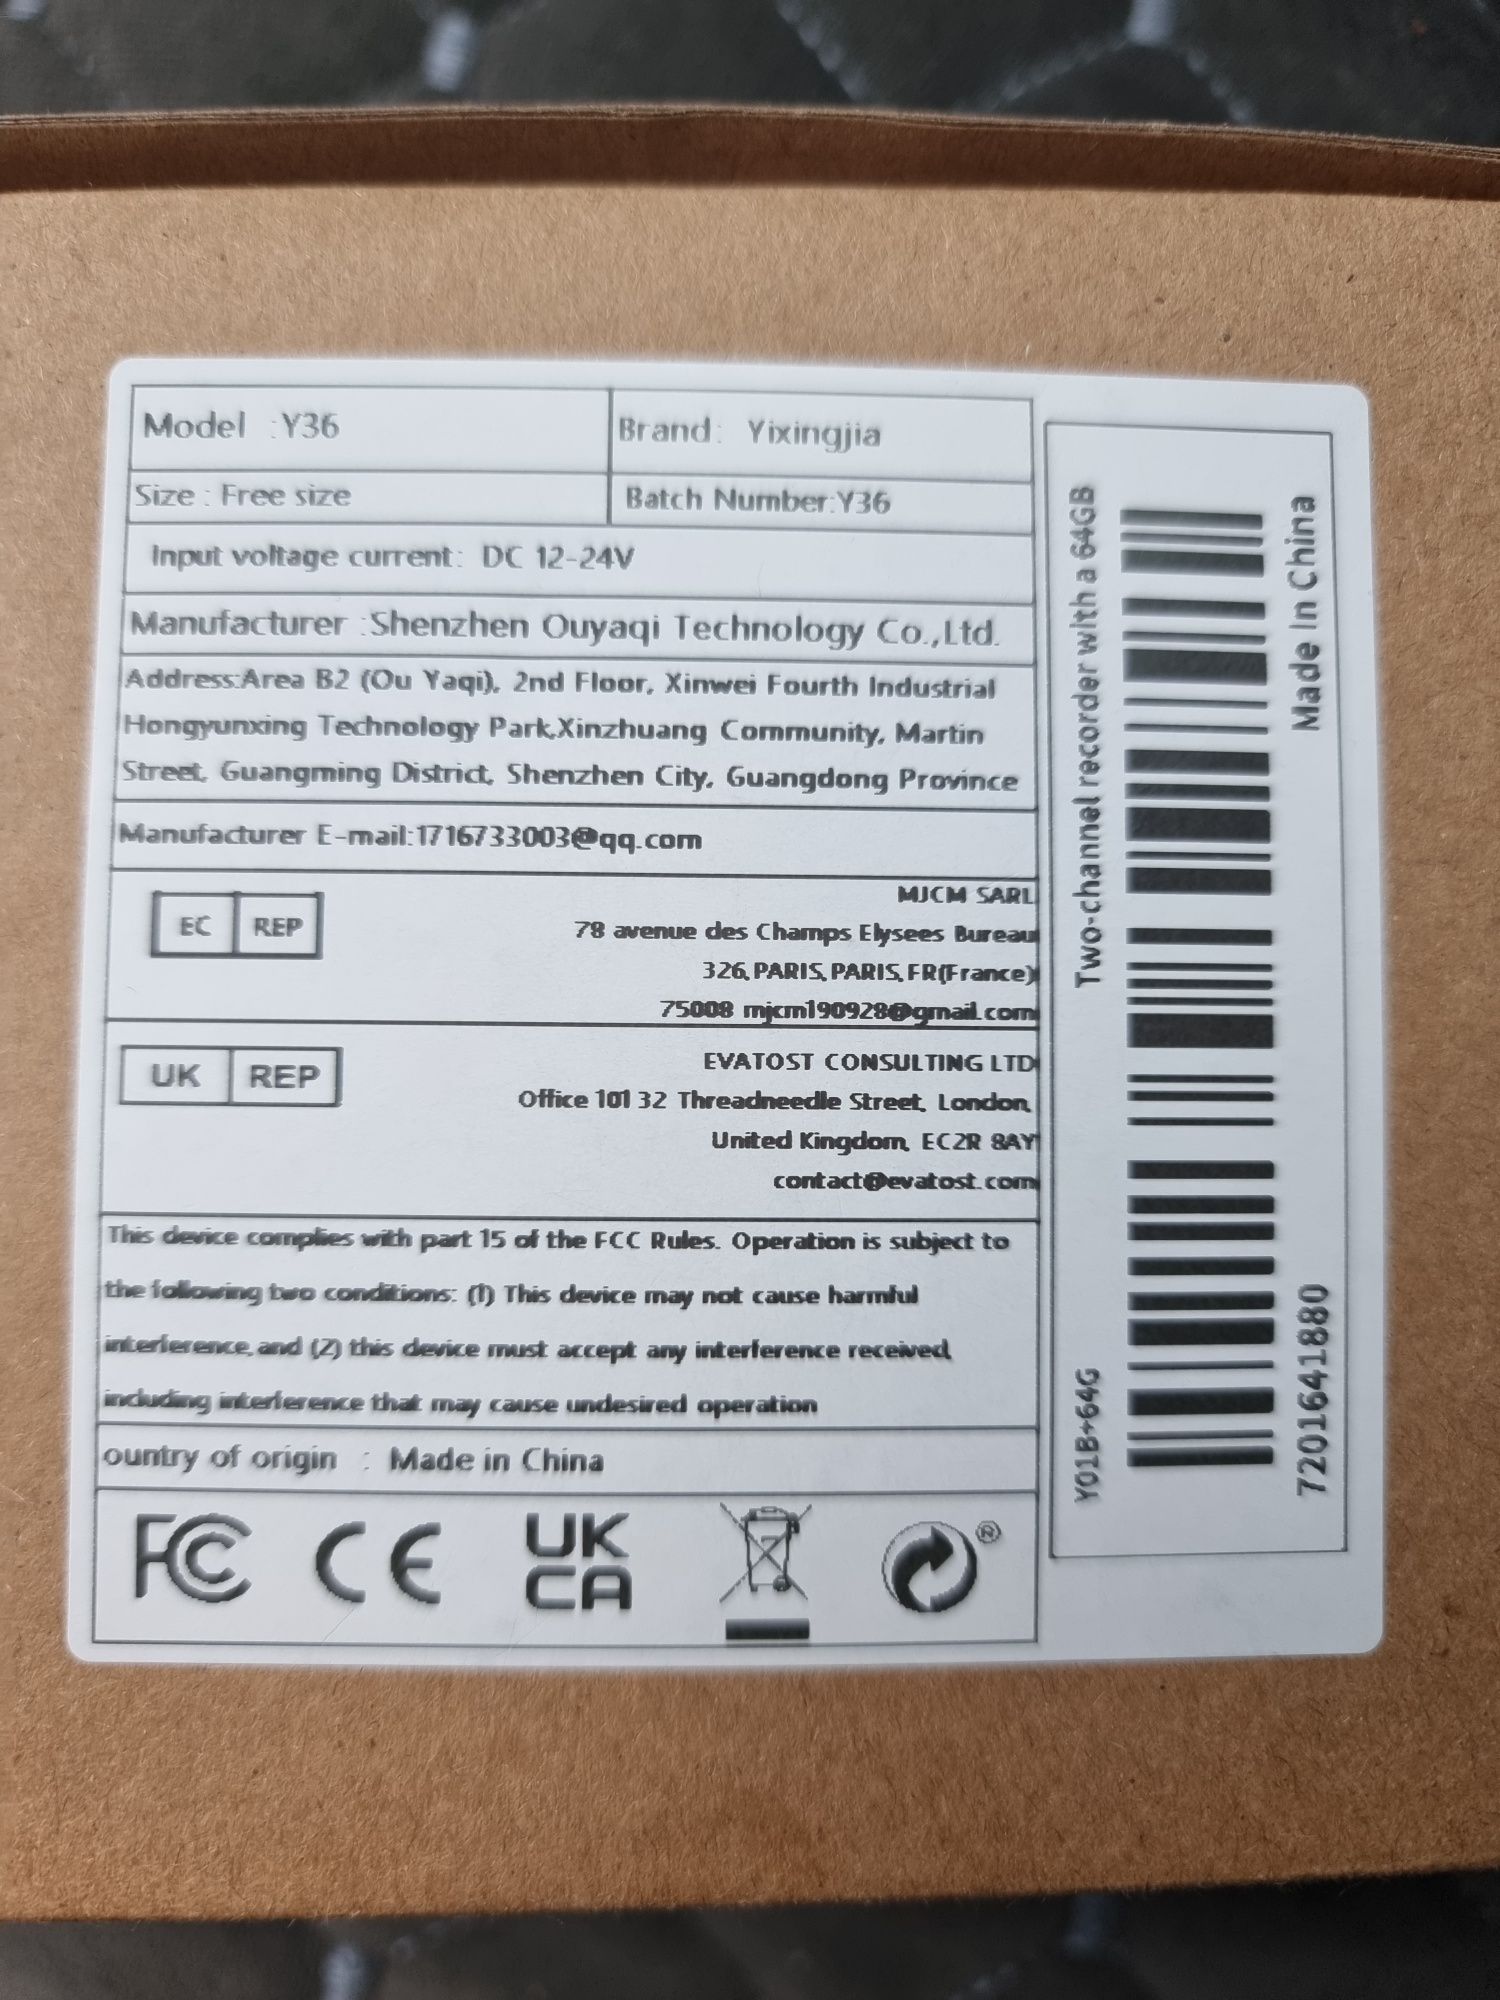 Model :Y36
Brand: Yixingjia
Size : Free size
Batch Number:Y36
Input voltage current: DC 12-24V
Manufacturer :Shenzhen Ouyaqi Technology Co.,Ltd.
Address:Area B2 (Ou Yaqi), 2nd Floor, Xinwei Fourth Industrial
Hongyunxing Technology Park,Xinzhuang Community, Martin
Street, Guangming District, Shenzhen City, Guangdong Province
Manufacturer E-mail:1716733003@qq.com
EC REP
MJCM SARL
78 avenue des Champs Elysees Bureau
326, PARIS, PARIS, FR(France)
75008 mjcm190928@gmail.com
UK REP
EVATOST CONSULTING LTD
Office 101 32 Threadneedle Street, London,
United Kingdom, EC2R 8AY
contact@evatost.com
This device complies with part 15 of the FCC Rules. Operation is subject to
the following two conditions: (1) This device may not cause harmful
interference, and (2) this device must accept any interference received,
including interference that may cause undesired operation
ountry of origin : Made in China
FC CE UK CA ®
Two-channel recorder with a 64GB
Y01B+64G
Made In China
7201641880